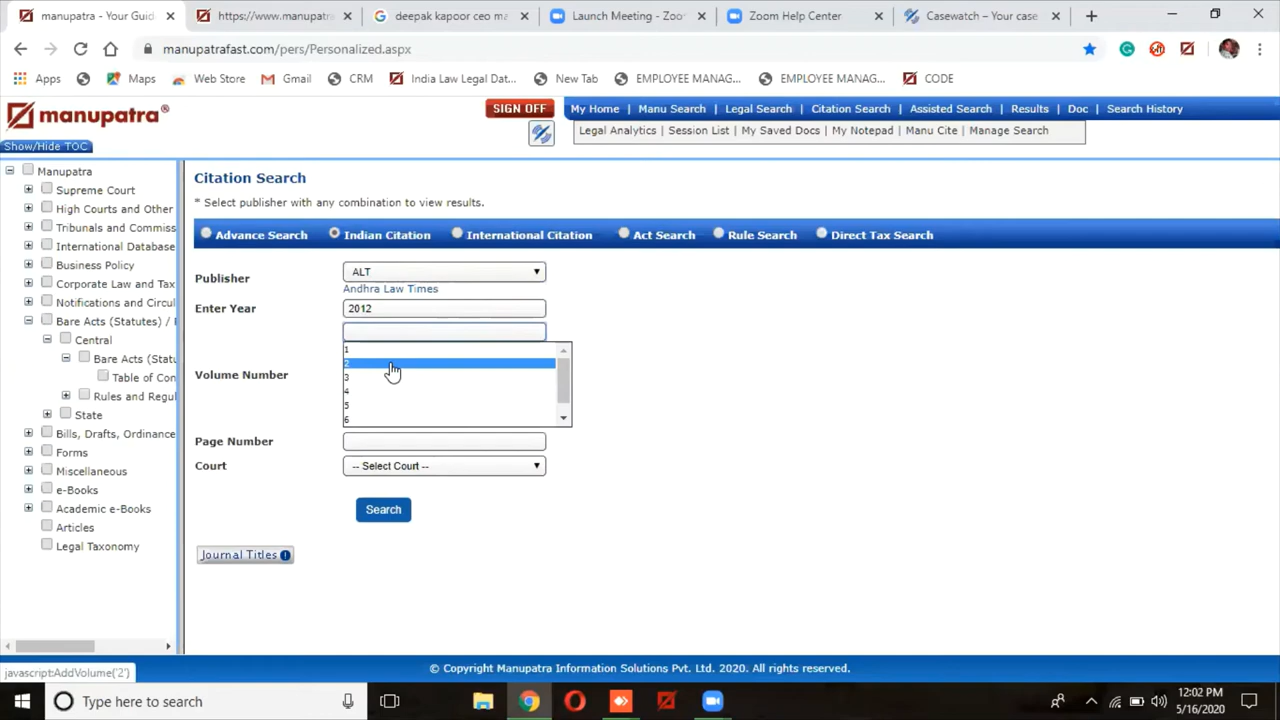 manupatra - Your Guid
https://www.manupatra
deepak kapoor ceo ma
Launch Meeting - Zoo
Zoom Help Center
Casewatch – Your case
manupatrafast.com/pers/Personalized.aspx
Apps
Maps
Web Store
Gmail
CRM
India Law Legal Dat...
New Tab
EMPLOYEE MANAG...
EMPLOYEE MANAG...
CODE
manupatra®
SIGN OFF
My Home | Manu Search | Legal Search | Citation Search | Assisted Search | Results | Doc | Search History
Legal Analytics | Session List | My Saved Docs | My Notepad | Manu Cite | Manage Search
Show/Hide TOC
Manupatra
Supreme Court
High Courts and Other
Tribunals and Commiss
International Database
Business Policy
Corporate Law and Tax
Notifications and Circul
Bare Acts (Statutes) / R
Central
Bare Acts (Statu
Table of Con
Rules and Regu
State
Bills, Drafts, Ordinance
Forms
Miscellaneous
e-Books
Academic e-Books
Articles
Legal Taxonomy
Citation Search
* Select publisher with any combination to view results.
Advance Search
Indian Citation
International Citation
Act Search
Rule Search
Direct Tax Search
Publisher
ALT
Andhra Law Times
Enter Year
2012
Volume Number
1
2
3
4
5
6
Page Number
Court
-- Select Court --
Search
Journal Titles
javascript:AddVolume('2')
© Copyright Manupatra Information Solutions Pvt. Ltd. 2020. All rights reserved.
Type here to search
12:02 PM
5/16/2020